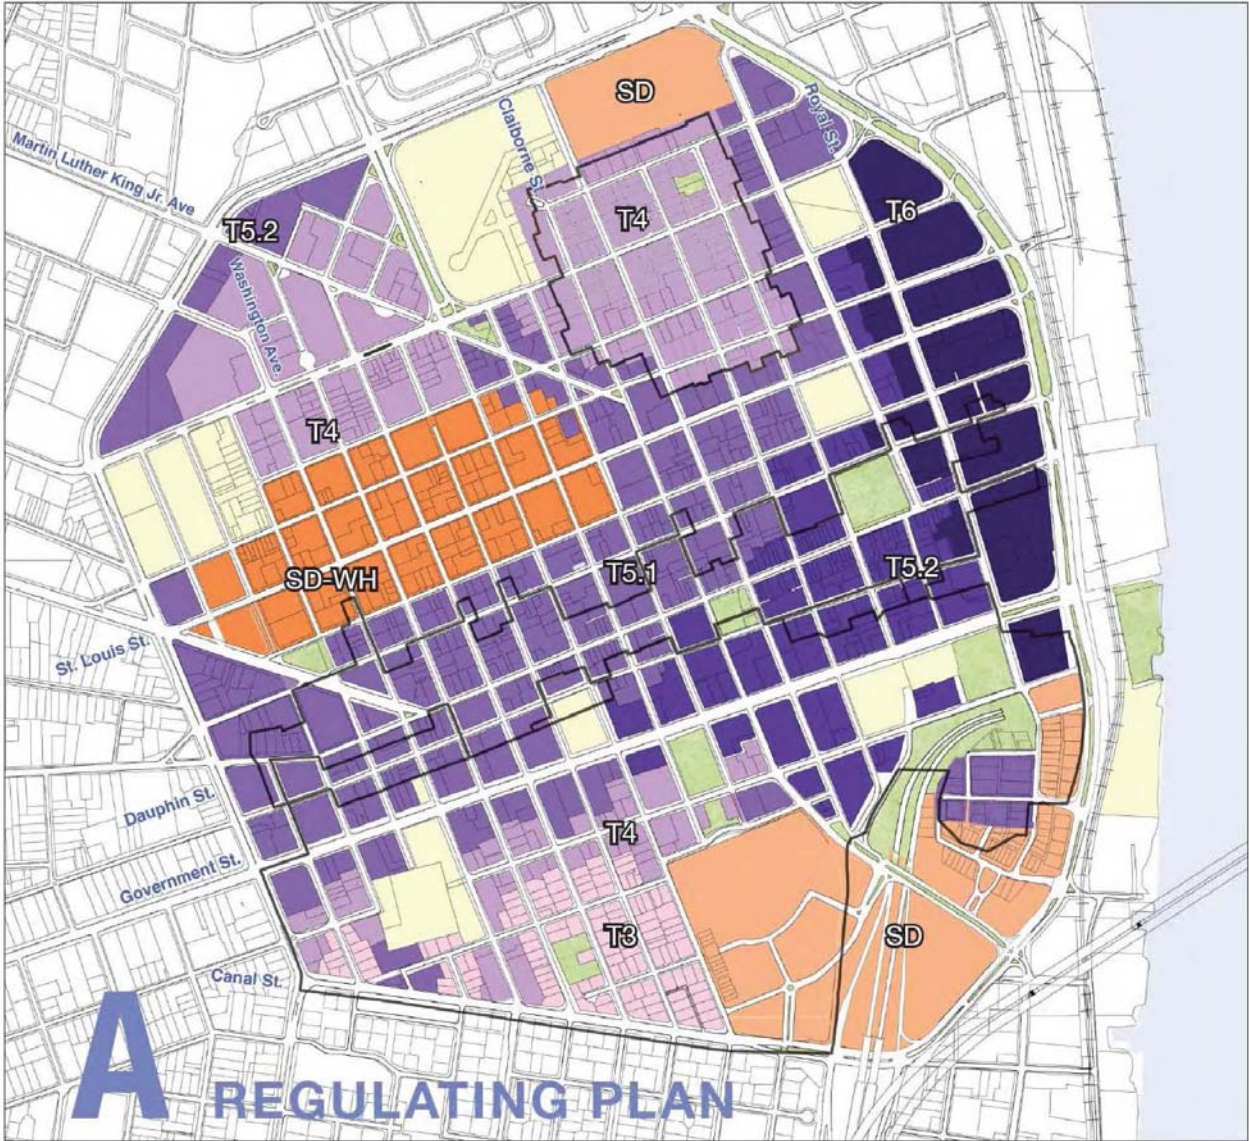 SD
Claiborne St.
Royal St.
Martin Luther King Jr. Ave
T5.2
T4
T6
Washington Ave.
T4
SD-WH
T5.1
T5.2
St. Louis St.
Dauphin St.
T4
Government St.
T3
SD
Canal St.
A REGULATING PLAN